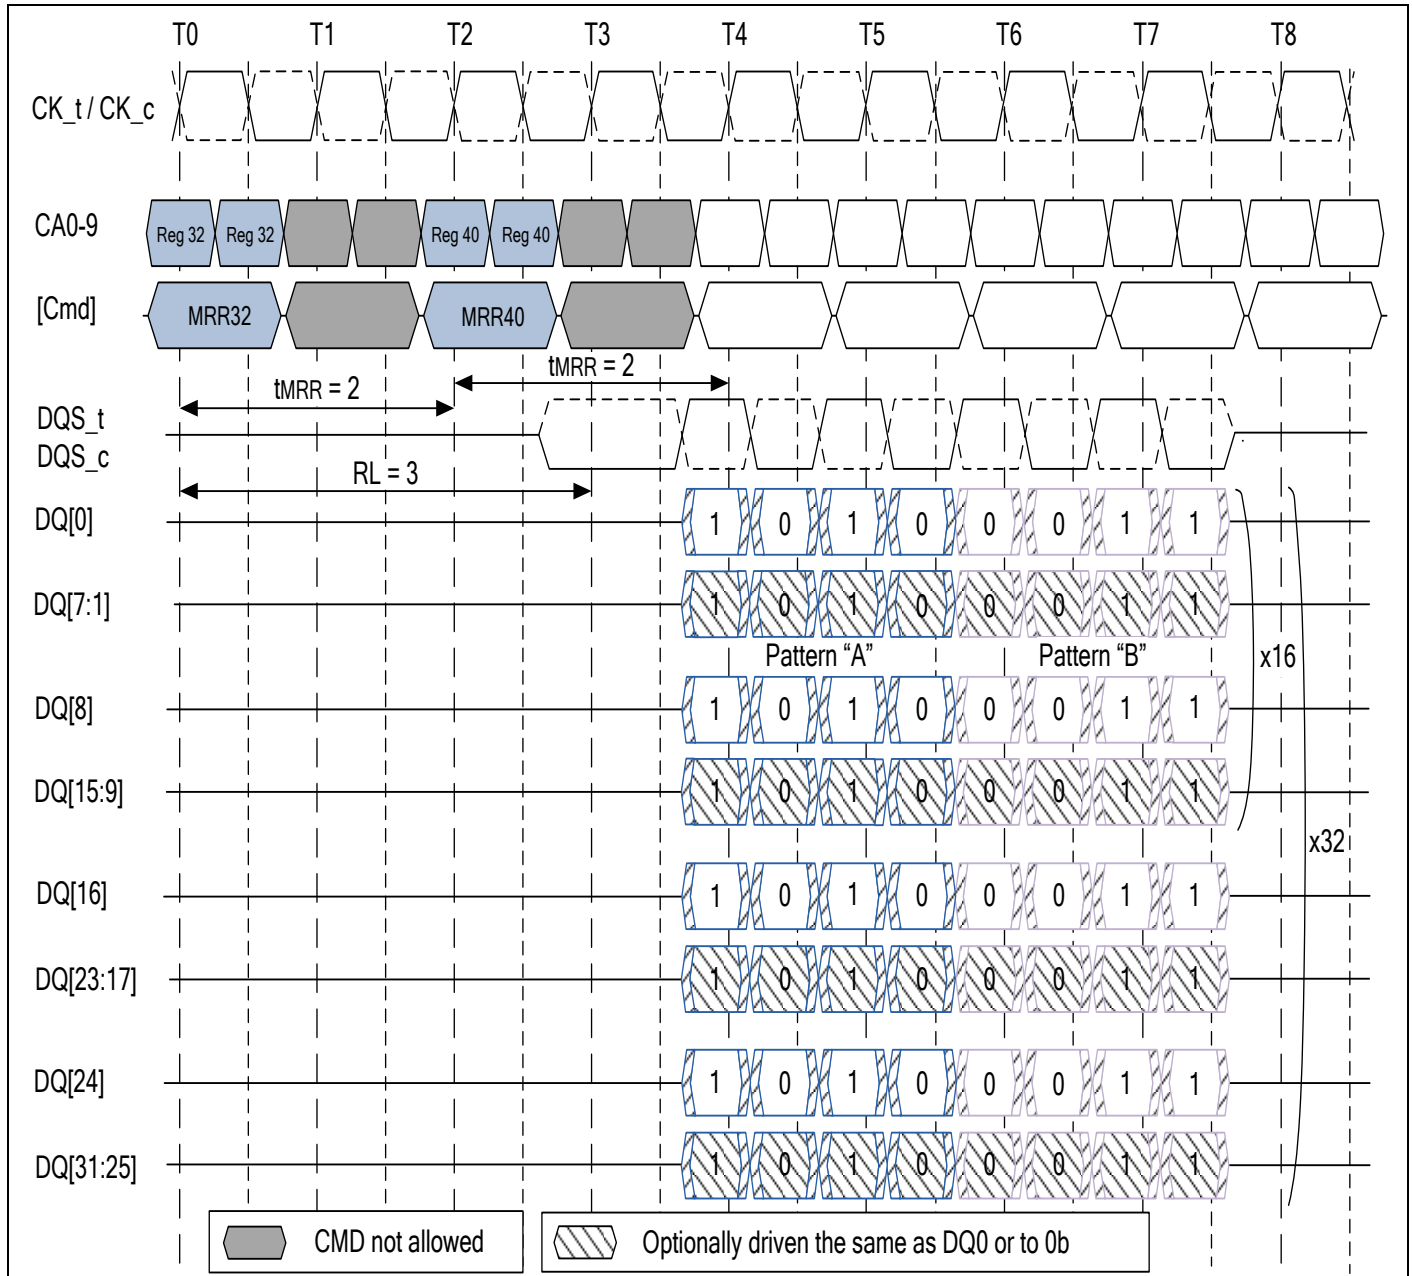 T0 T1 T2 T3 T4 T5 T6 T7 T8
CK_t / CK_c
CA0-9 Reg 32 Reg 32 Reg 40 Reg 40
[Cmd] MRR32 MRR40
tMRR = 2 tMRR = 2
DQS_t
DQS_c
RL = 3
DQ[0] 1 0 1 0 0 0 1 1
DQ[7:1] 1 0 1 0 0 0 1 1
Pattern “A” Pattern “B” x16
DQ[8] 1 0 1 0 0 0 1 1
DQ[15:9] 1 0 1 0 0 0 1 1
x32
DQ[16] 1 0 1 0 0 0 1 1
DQ[23:17] 1 0 1 0 0 0 1 1
DQ[24] 1 0 1 0 0 0 1 1
DQ[31:25] 1 0 1 0 0 0 1 1
CMD not allowed Optionally driven the same as DQ0 or to 0b